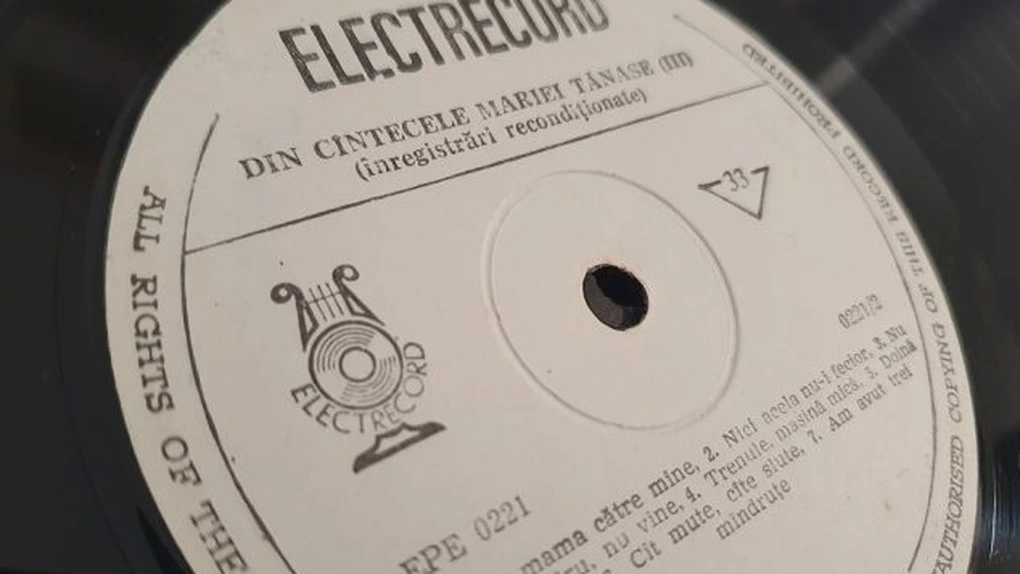 ELECTRECORD
DIN CÎNTECELE MARIEI TĂNASE (III)
(înregistrări recondiționate)
33
ELECTRECORD
0221/2
EPE 0221
mama către mine, 2. Nici acela nu-i fecior, 3. Nu
nu vine, 4. Trenule, mașină mică, 5. Doină
Cît mute, cîte slute, 7. Am avut trei
mîndruțe
ALL RIGHTS OF THE
AUTHORISED COPYING OF THIS RECORD PROHIBITED